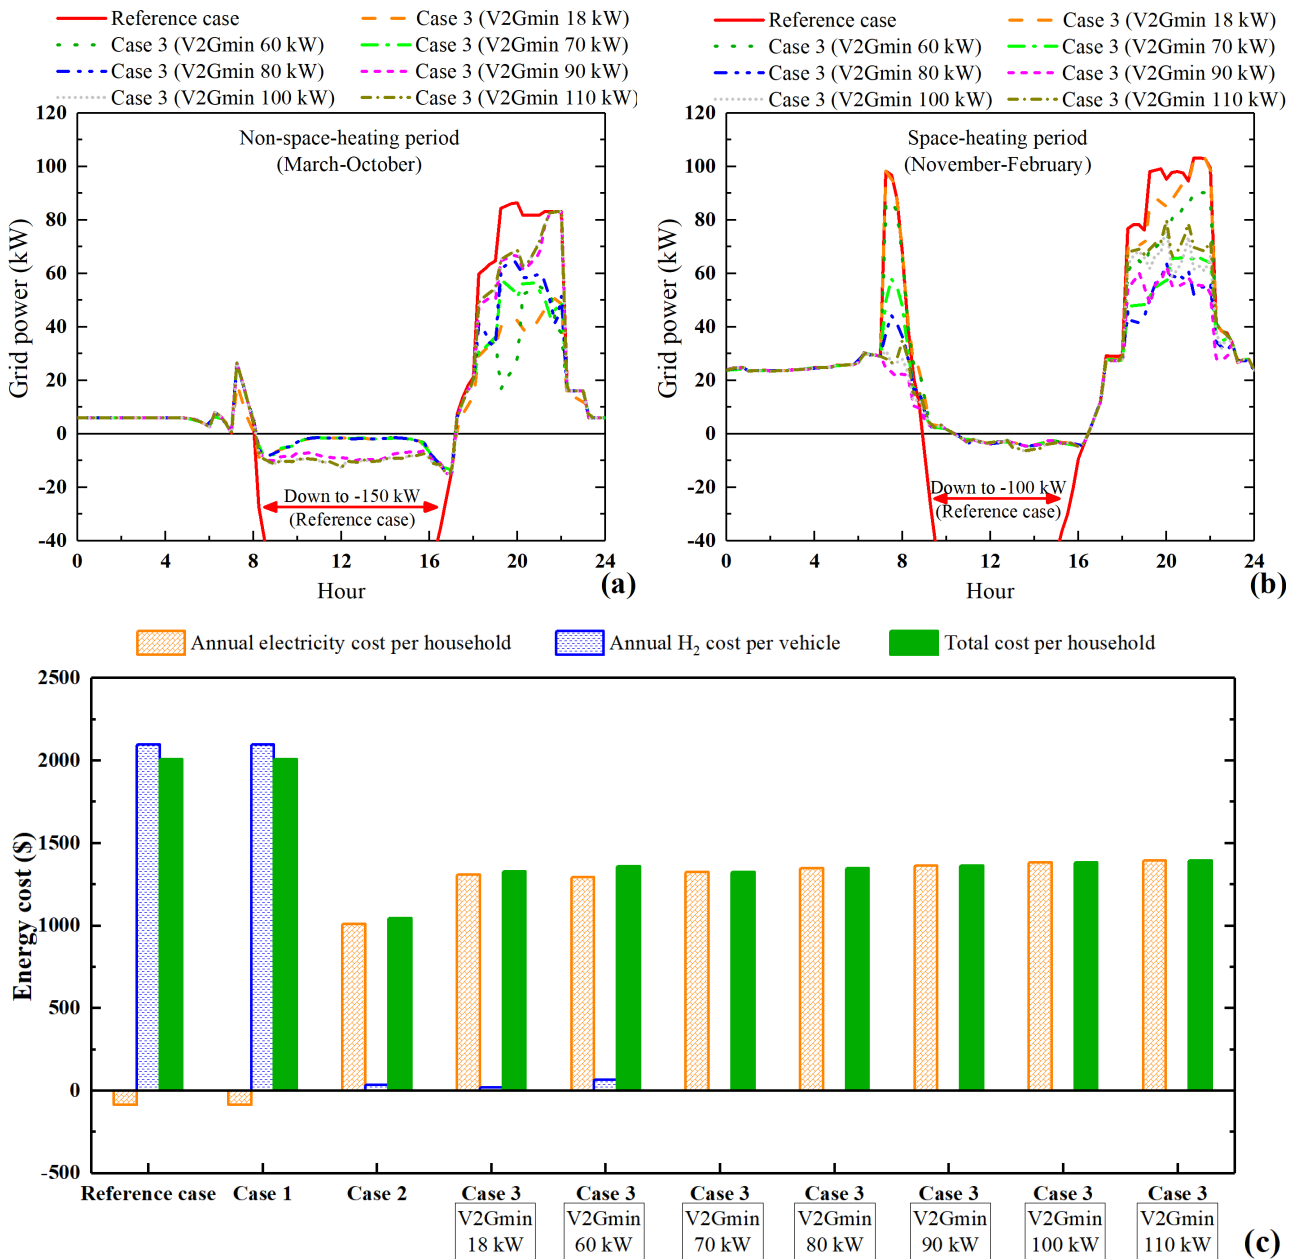 Reference case
Case 3 (V2Gmin 18 kW)
Case 3 (V2Gmin 60 kW)
Case 3 (V2Gmin 70 kW)
Case 3 (V2Gmin 80 kW)
Case 3 (V2Gmin 90 kW)
Case 3 (V2Gmin 100 kW)
Case 3 (V2Gmin 110 kW)
120
100
80
60
40
20
0
-20
-40
Grid power (kW)
Non-space-heating period
(March-October)
Down to -150 kW
(Reference case)
0 4 8 12 16 20 24
Hour
(a)
Reference case
Case 3 (V2Gmin 18 kW)
Case 3 (V2Gmin 60 kW)
Case 3 (V2Gmin 70 kW)
Case 3 (V2Gmin 80 kW)
Case 3 (V2Gmin 90 kW)
Case 3 (V2Gmin 100 kW)
Case 3 (V2Gmin 110 kW)
120
100
80
60
40
20
0
-20
-40
Grid power (kW)
Space-heating period
(November-February)
Down to -100 kW
(Reference case)
0 4 8 12 16 20 24
Hour
(b)
Annual electricity cost per household
Annual H₂ cost per vehicle
Total cost per household
2500
2000
1500
1000
500
0
-500
Energy cost ($)
Reference case
Case 1
Case 2
Case 3
V2Gmin
18 kW
Case 3
V2Gmin
60 kW
Case 3
V2Gmin
70 kW
Case 3
V2Gmin
80 kW
Case 3
V2Gmin
90 kW
Case 3
V2Gmin
100 kW
Case 3
V2Gmin
110 kW
(c)